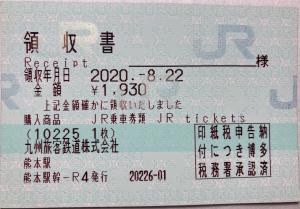 領収書
Receipt 様
領収年月日 2020.-8.22
金額 ¥1,930
上記金額確かに領収いたしました
購入商品 JR乗車券類 JR tickets
(10225 1枚)
九州旅客鉄道株式会社
熊本駅
熊本駅幹-R4発行 20226-01
印紙税申告納
付につき博多
税務署承認済